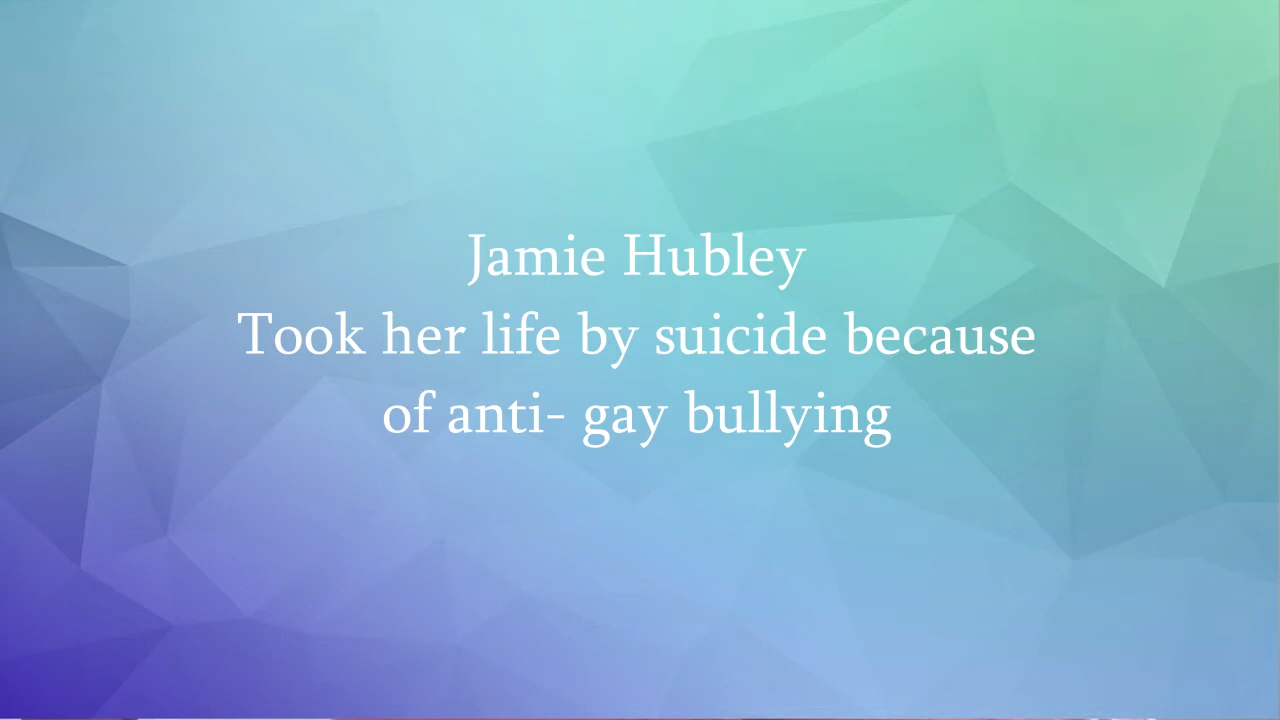 Jamie Hubley
Took her life by suicide because
of anti- gay bullying